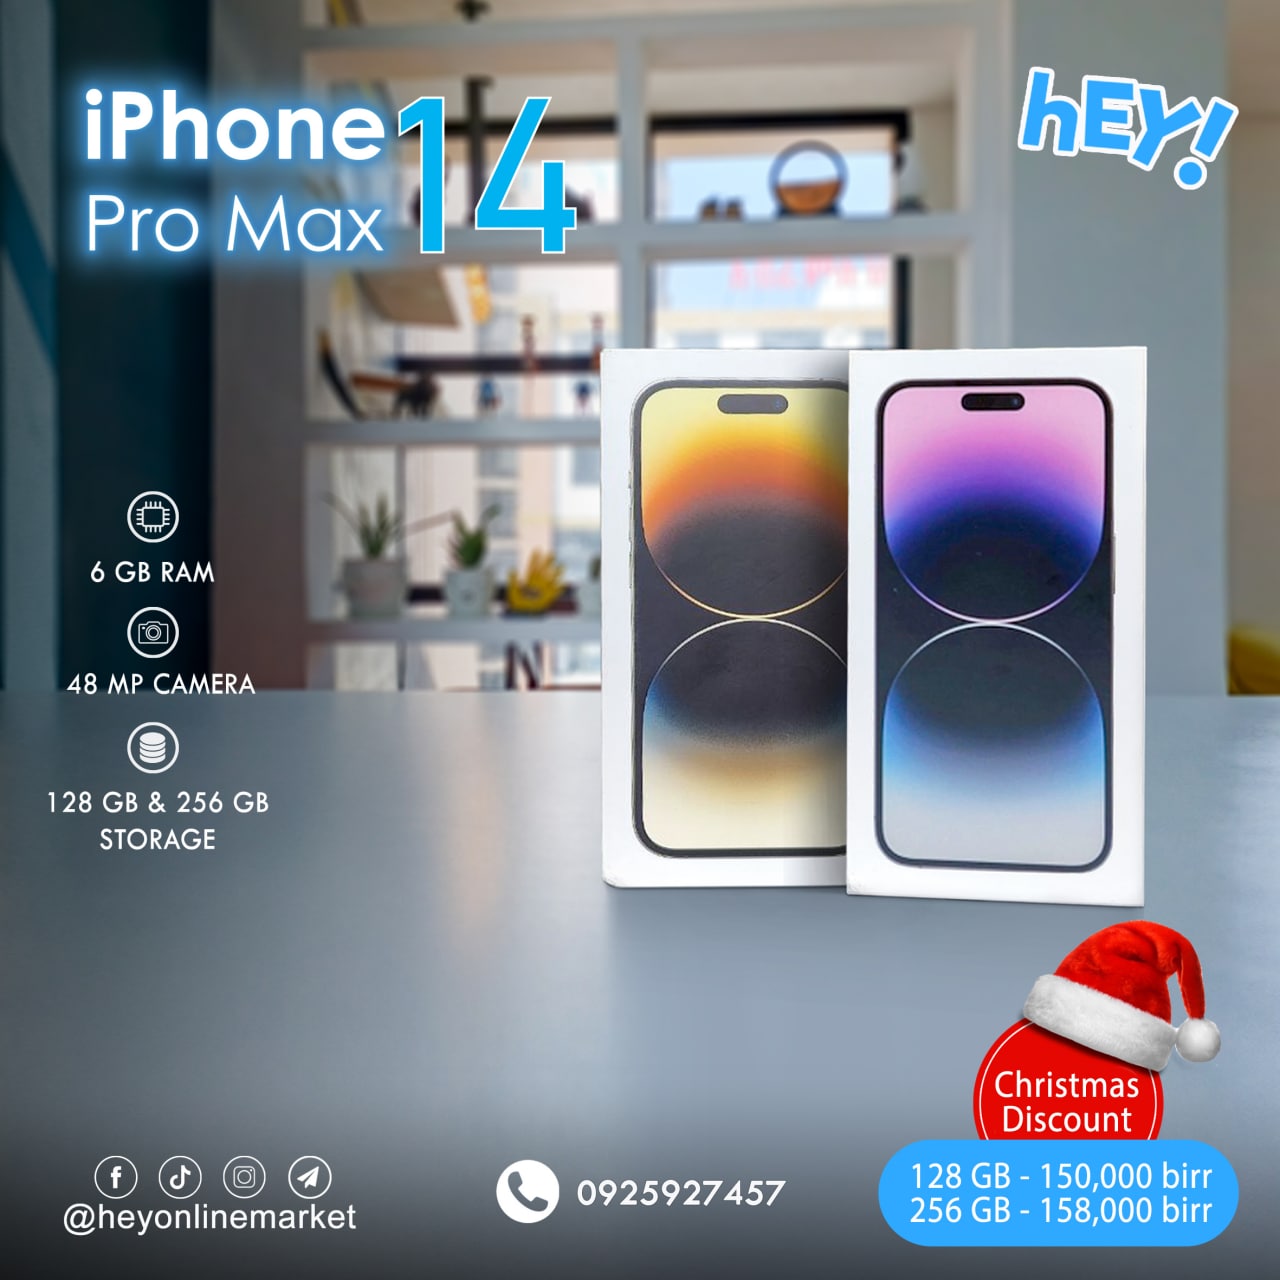 iPhone 14
Pro Max
hEY!
6 GB RAM
48 MP CAMERA
128 GB & 256 GB
STORAGE
Christmas
Discount
128 GB - 150,000 birr
256 GB - 158,000 birr
@heyonlinemarket
0925927457